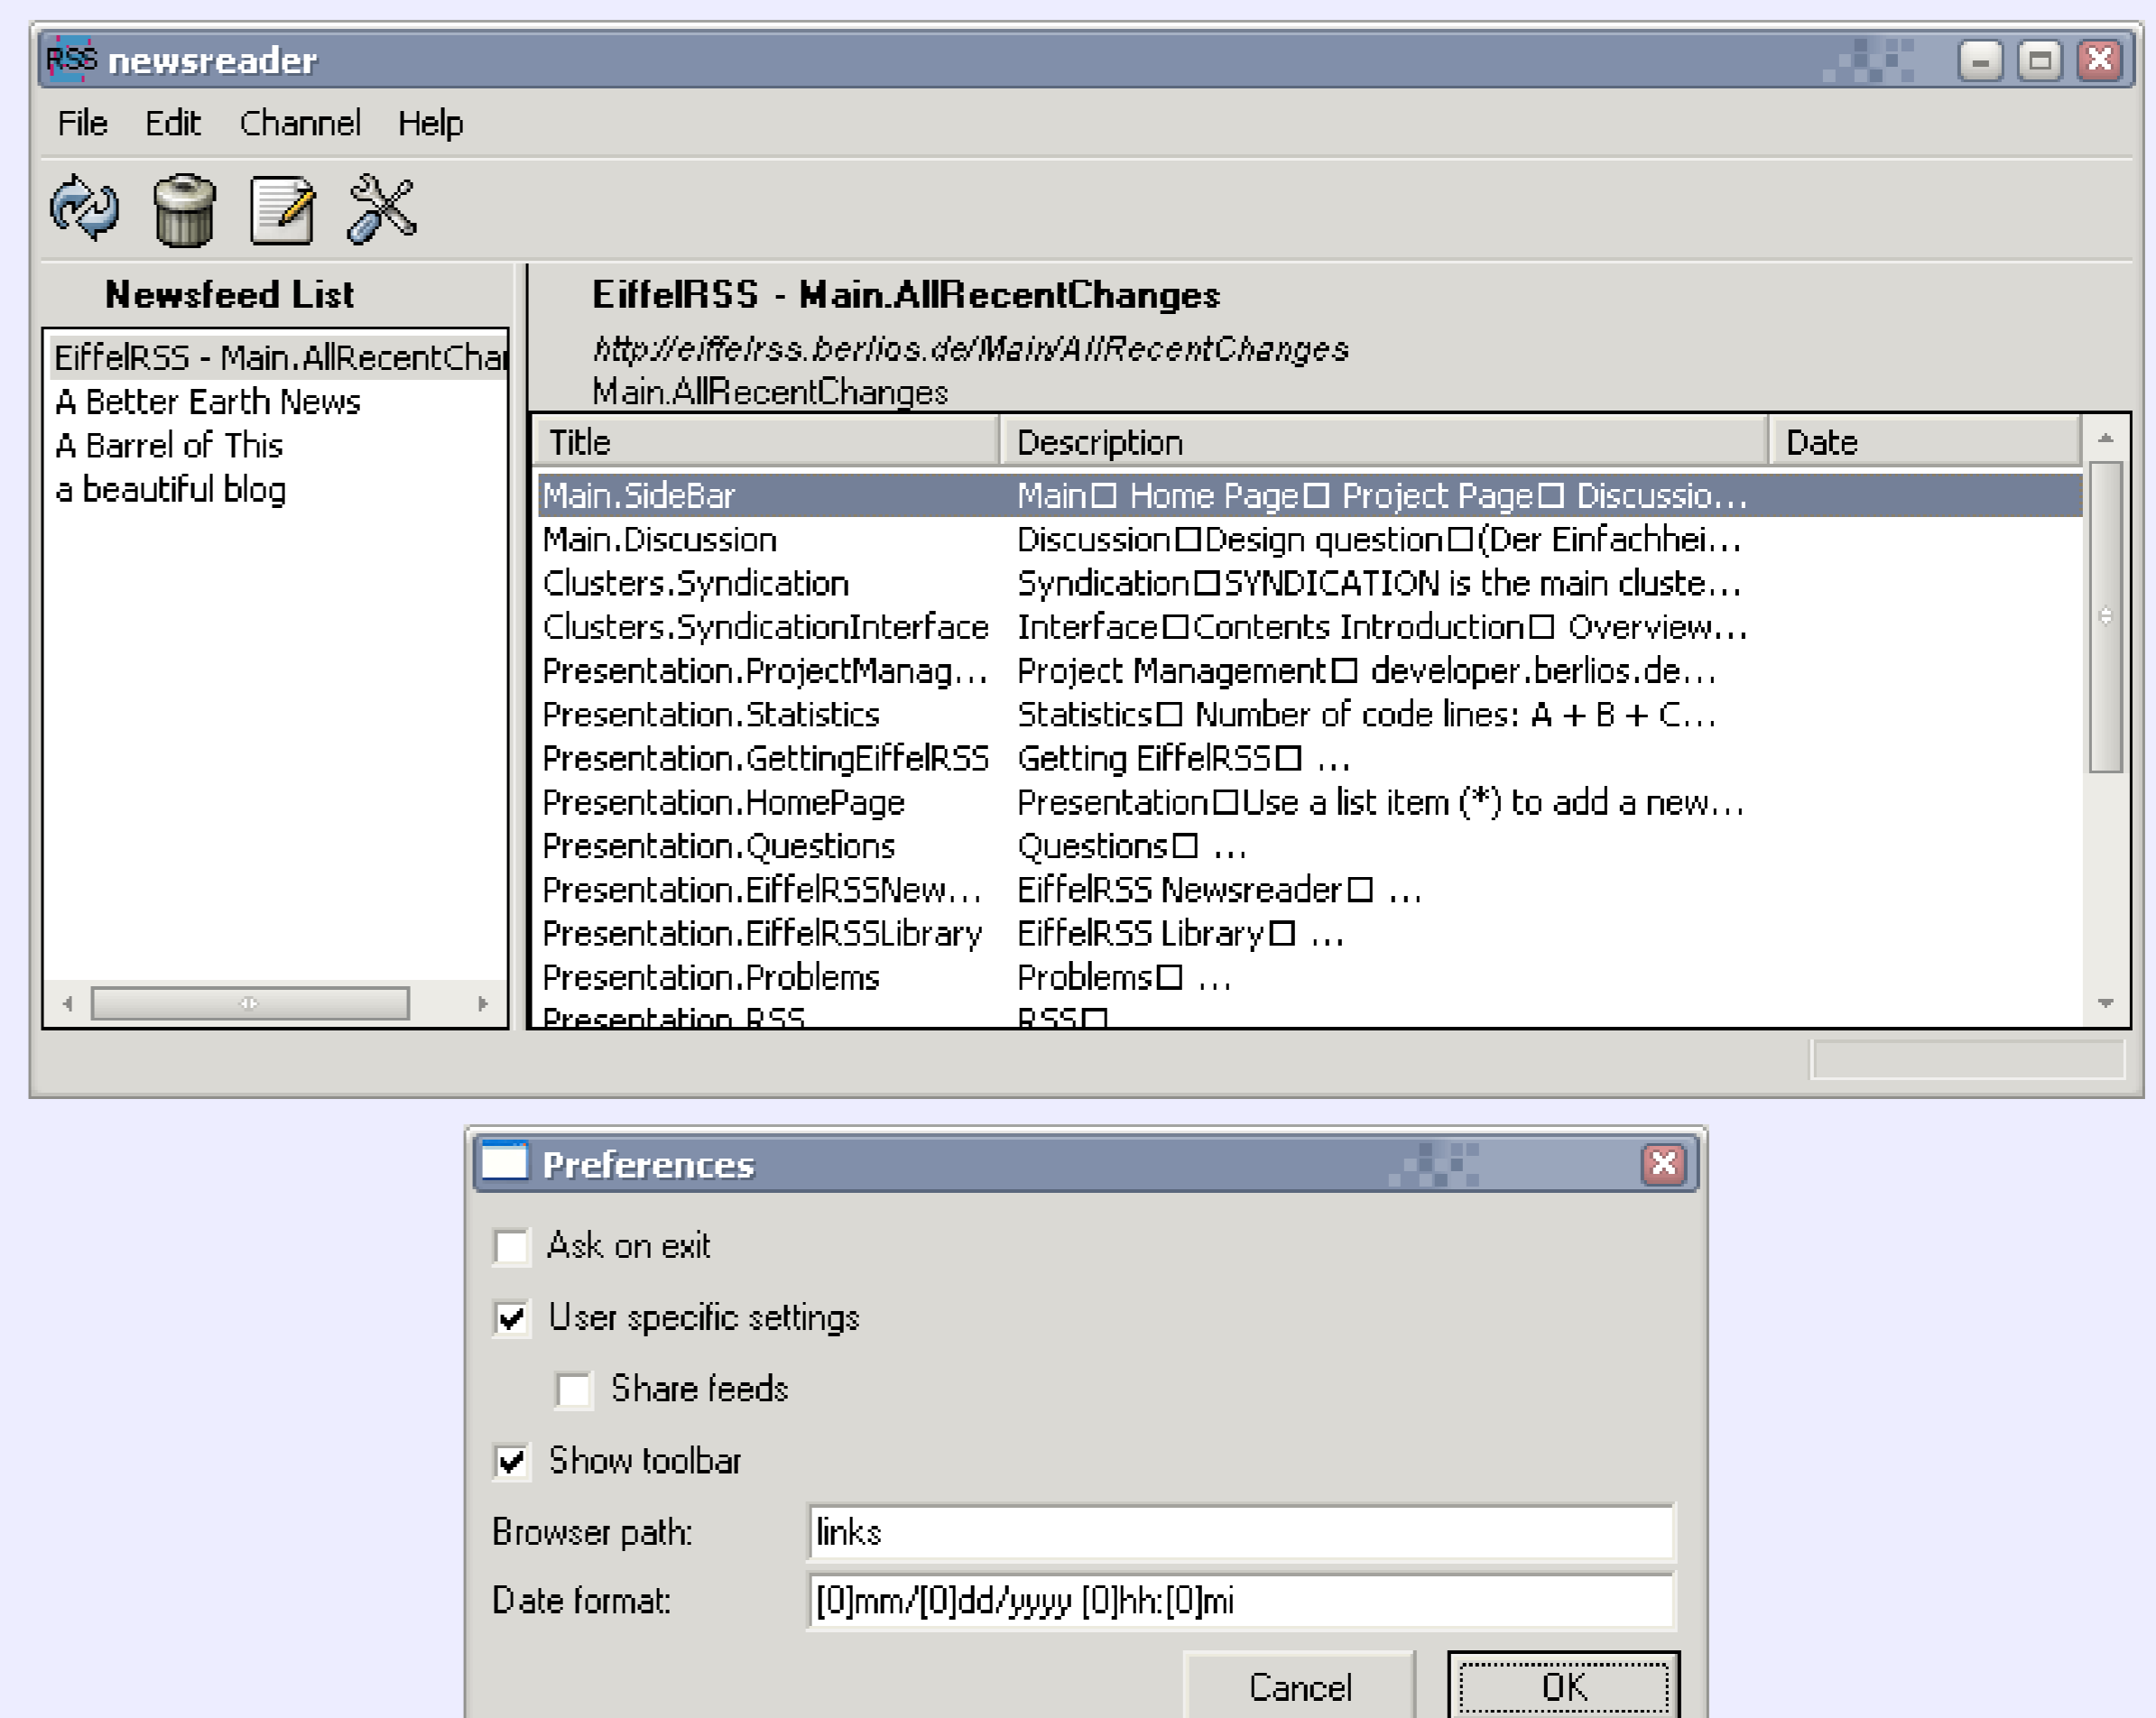 RSS newsreader
File Edit Channel Help
Newsfeed List
EiffelRSS - Main.AllRecentChan
A Better Earth News
A Barrel of This
a beautiful blog
EiffelRSS - Main.AllRecentChanges
http://eiffelrss.berlios.de/Main/AllRecentChanges
Main.AllRecentChanges
Title Description Date
Main.SideBar Main□ Home Page□ Project Page□ Discussio...
Main.Discussion Discussion□Design question□(Der Einfachhei...
Clusters.Syndication Syndication□SYNDICATION is the main cluste...
Clusters.SyndicationInterface Interface□Contents Introduction□ Overview...
Presentation.ProjectManag... Project Management□ developer.berlios.de...
Presentation.Statistics Statistics□ Number of code lines: A + B + C...
Presentation.GettingEiffelRSS Getting EiffelRSS□ ...
Presentation.HomePage Presentation□Use a list item (*) to add a new...
Presentation.Questions Questions□ ...
Presentation.EiffelRSSNew... EiffelRSS Newsreader□ ...
Presentation.EiffelRSSLibrary EiffelRSS Library□ ...
Presentation.Problems Problems□ ...
Presentation.RSS RSS□
Preferences
Ask on exit
User specific settings
Share feeds
Show toolbar
Browser path: links
Date format: [0]mm/[0]dd/yyyy [0]hh:[0]mi
Cancel OK